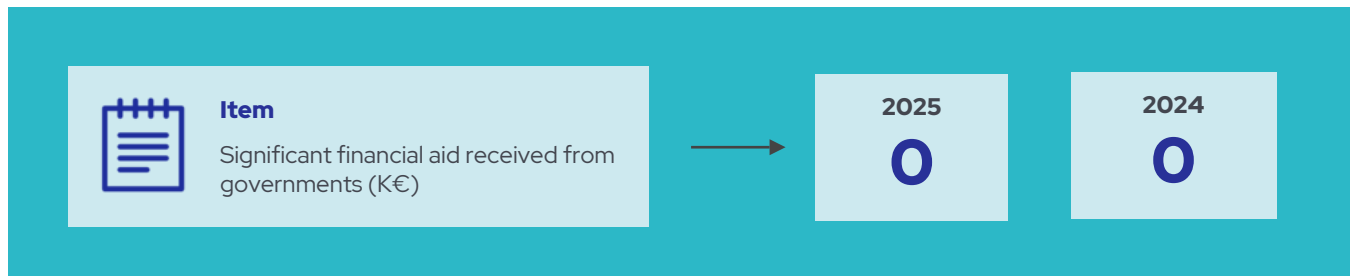 Item
Significant financial aid received from
governments (K€)
2025
0
2024
0